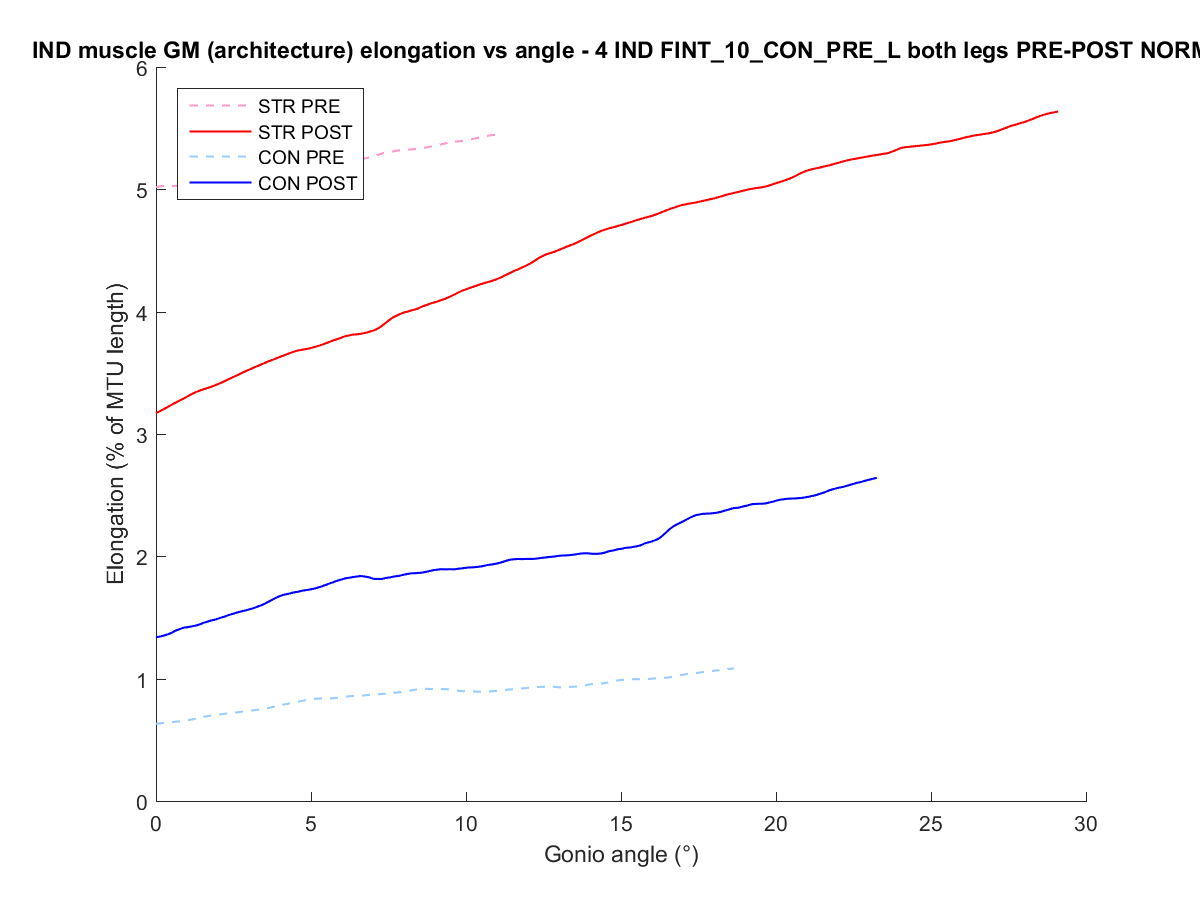 IND muscle GM (architecture) elongation vs angle - 4 IND FINT_10_CON_PRE_L both legs PRE-POST NORM
6
5
4
3
2
1
0
Elongation (% of MTU length)
STR PRE
STR POST
CON PRE
CON POST
0 5 10 15 20 25 30
Gonio angle (°)